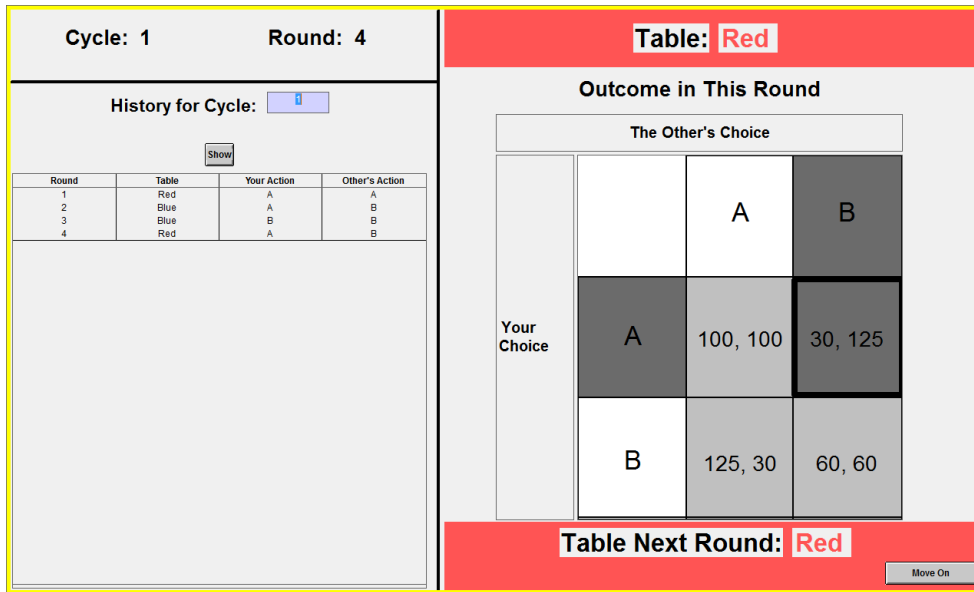 Cycle: 1 Round: 4
History for Cycle: 1
Show
Round Table Your Action Other's Action
1 Red A A
2 Blue A B
3 Blue B B
4 Red A B
Table: Red
Outcome in This Round
The Other's Choice
A B
Your
Choice
A 100, 100 30, 125
B 125, 30 60, 60
Table Next Round: Red
Move On